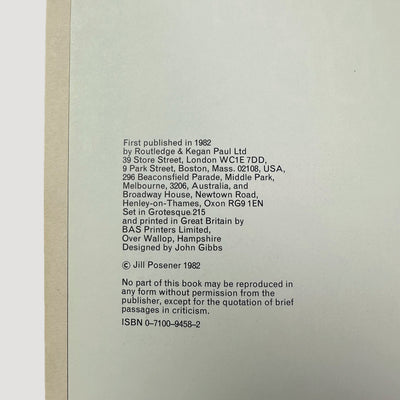 First published in 1982
by Routledge & Kegan Paul Ltd
39 Store Street, London WC1E 7DD,
9 Park Street, Boston, Mass. 02108, USA,
296 Beaconsfield Parade, Middle Park,
Melbourne, 3206, Australia, and
Broadway House, Newtown Road,
Henley-on-Thames, Oxon RG9 1EN
Set in Grotesque 215
and printed in Great Britain by
BAS Printers Limited,
Over Wallop, Hampshire
Designed by John Gibbs
© Jill Posener 1982
No part of this book may be reproduced in
any form without permission from the
publisher, except for the quotation of brief
passages in criticism.
ISBN 0–7100–9458–2